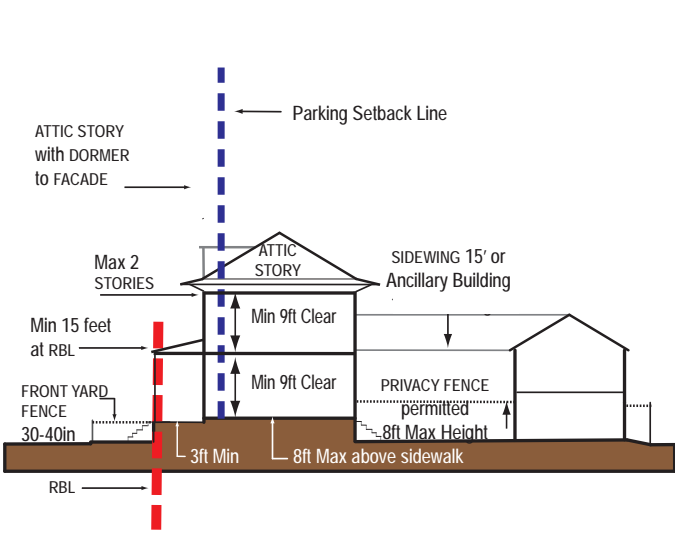 Parking Setback Line
ATTIC STORY
with DORMER
to FACADE
ATTIC
STORY
SIDEWING 15' or
Ancillary Building
Max 2
STORIES
Min 9ft Clear
Min 15 feet
at RBL
Min 9ft Clear
PRIVACY FENCE
permitted
8ft Max Height
FRONT YARD
FENCE
30-40in
3ft Min
8ft Max above sidewalk
RBL